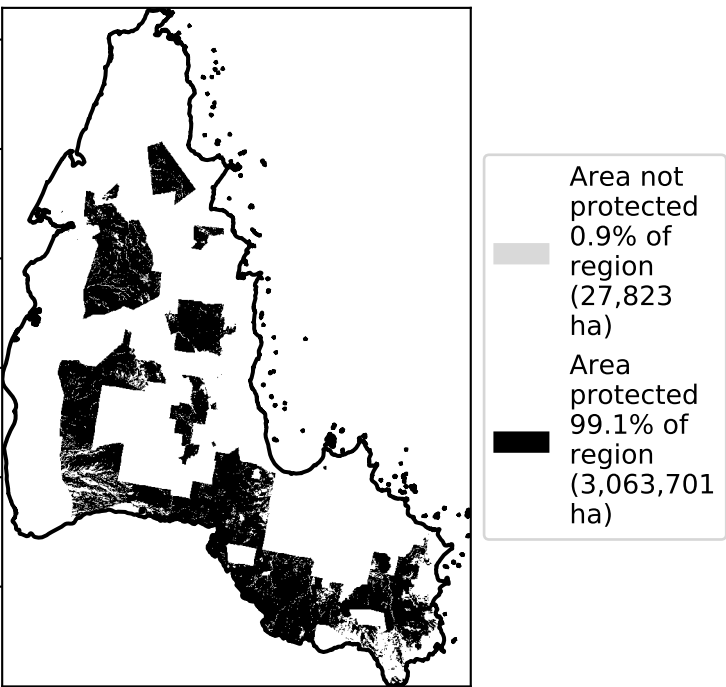 Area not
protected
0.9% of
region
(27,823
ha)
Area
protected
99.1% of
region
(3,063,701
ha)